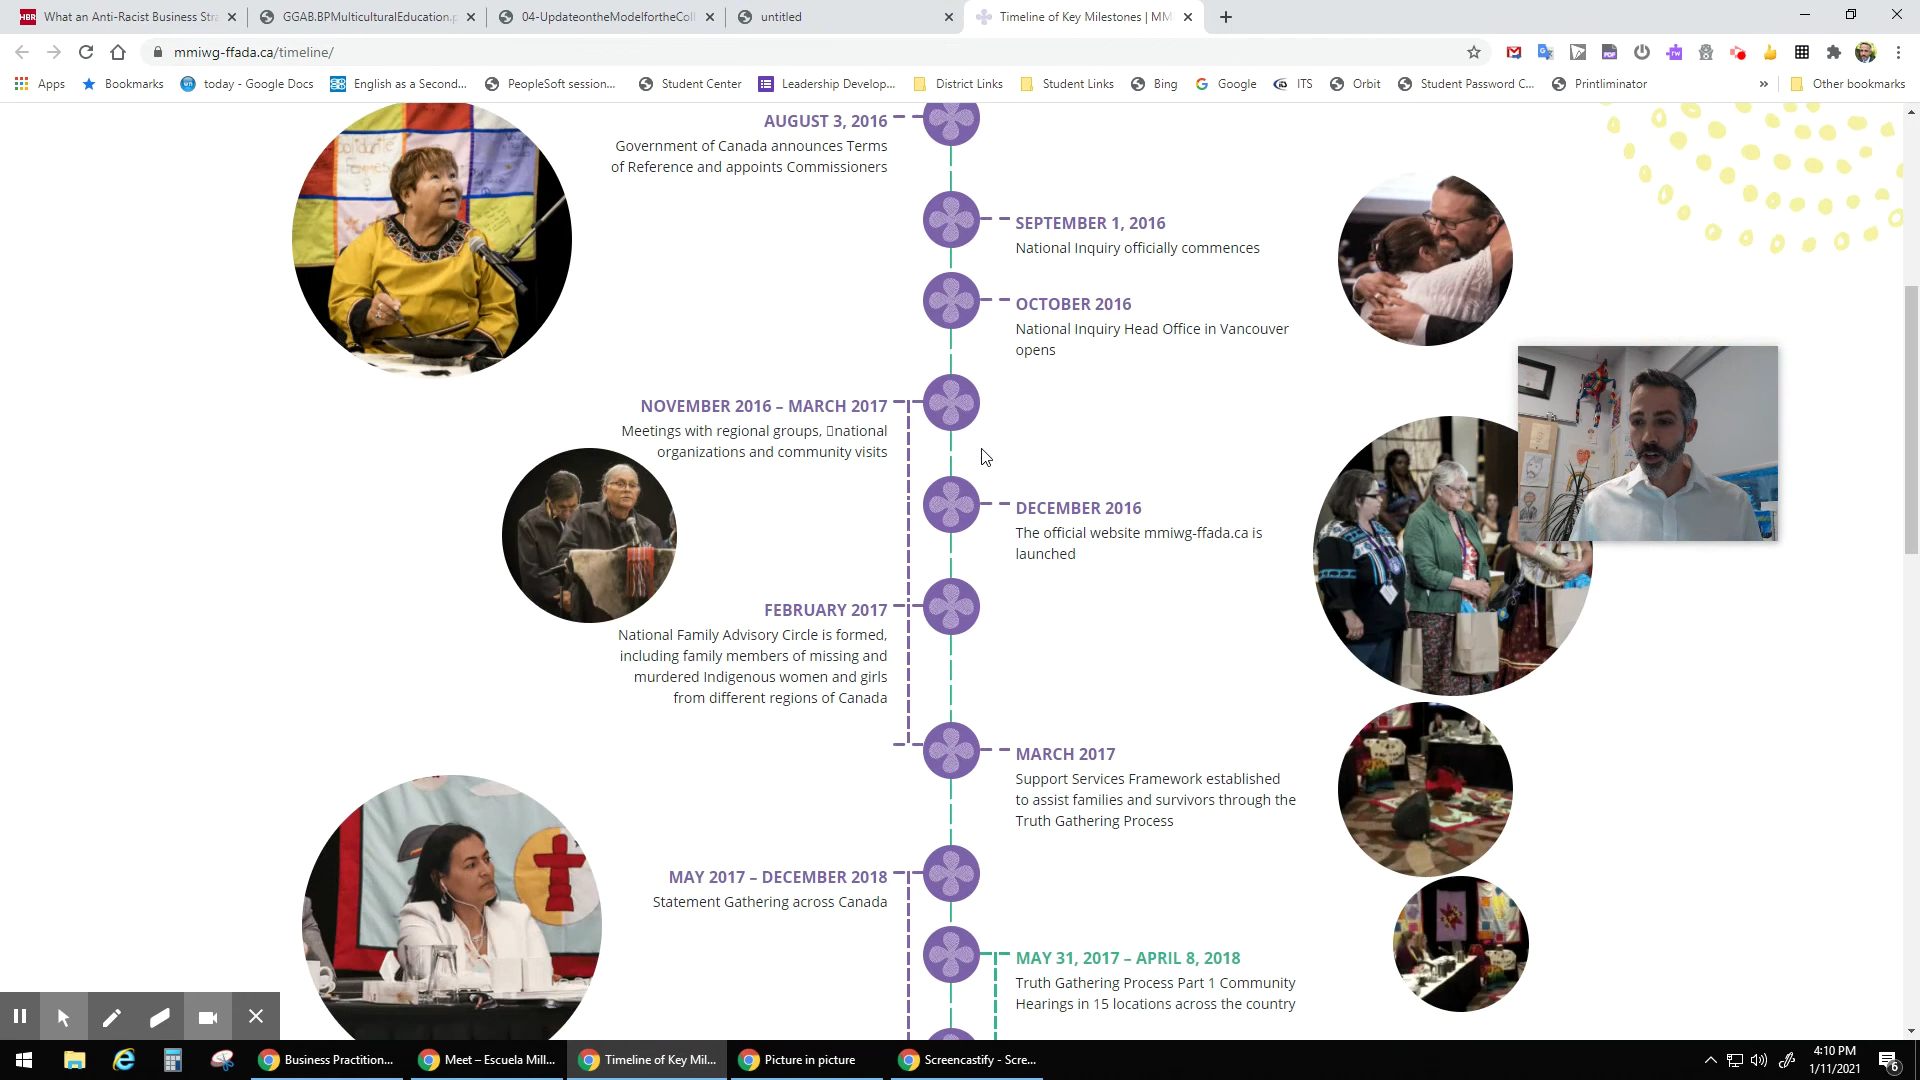 What an Anti-Racist Business Stra
GGAB.BPMulticulturalEducation.p
04-UpdateontheModelfortheColl
untitled
Timeline of Key Milestones | MM
mmiwg-ffada.ca/timeline/
Apps
Bookmarks
today - Google Docs
English as a Second...
PeopleSoft session...
Student Center
Leadership Develop...
District Links
Student Links
Bing
Google
ITS
Orbit
Student Password C...
Printliminator
»
Other bookmarks
AUGUST 3, 2016
Government of Canada announces Terms
of Reference and appoints Commissioners
SEPTEMBER 1, 2016
National Inquiry officially commences
OCTOBER 2016
National Inquiry Head Office in Vancouver
opens
NOVEMBER 2016 – MARCH 2017
Meetings with regional groups, national
organizations and community visits
DECEMBER 2016
The official website mmiwg-ffada.ca is
launched
FEBRUARY 2017
National Family Advisory Circle is formed,
including family members of missing and
murdered Indigenous women and girls
from different regions of Canada
MARCH 2017
Support Services Framework established
to assist families and survivors through the
Truth Gathering Process
MAY 2017 – DECEMBER 2018
Statement Gathering across Canada
MAY 31, 2017 – APRIL 8, 2018
Truth Gathering Process Part 1 Community
Hearings in 15 locations across the country
Business Practition...
Meet – Escuela Mill...
Timeline of Key Mil...
Picture in picture
Screencastify - Scre...
4:10 PM
1/11/2021
6